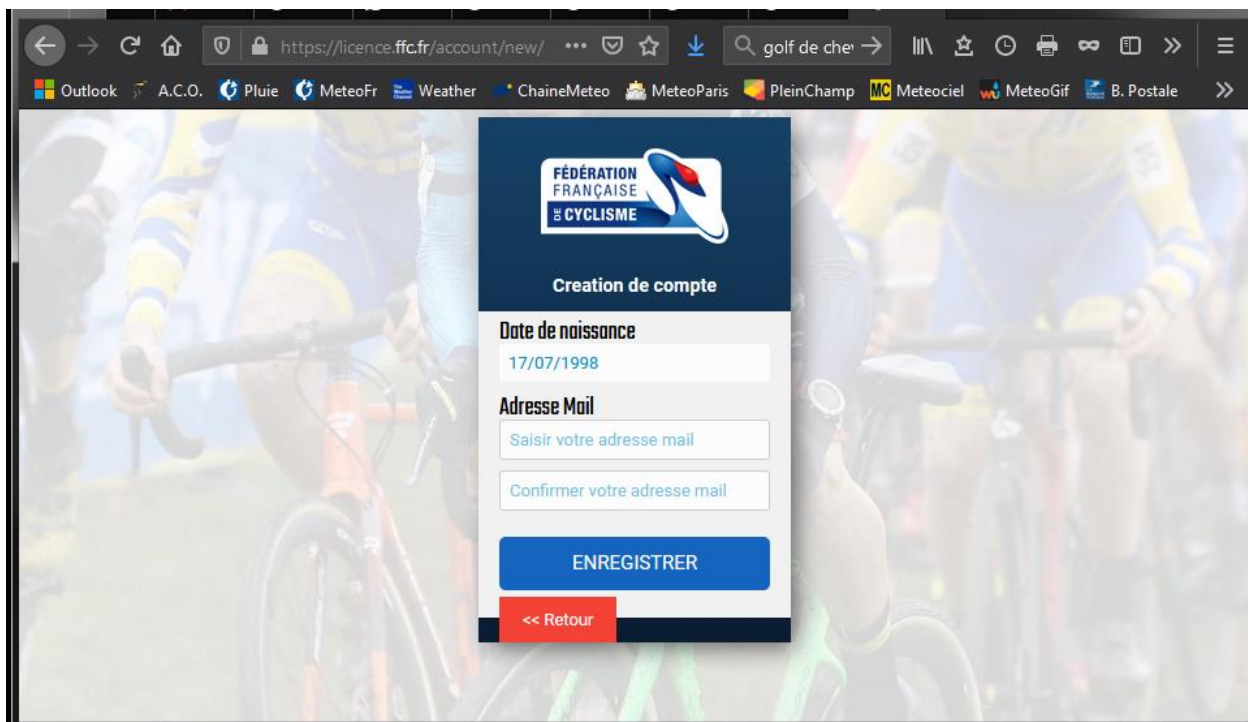 https://licence.ffc.fr/account/new/
golf de che
Outlook A.C.O. Pluie MeteoFr Weather ChaineMeteo MeteoParis PleinChamp MC Meteociel MeteoGif B. Postale
FÉDÉRATION
FRANÇAISE
DE CYCLISME
Creation de compte
Date de naissance
17/07/1998
Adresse Mail
Saisir votre adresse mail
Confirmer votre adresse mail
ENREGISTRER
<< Retour